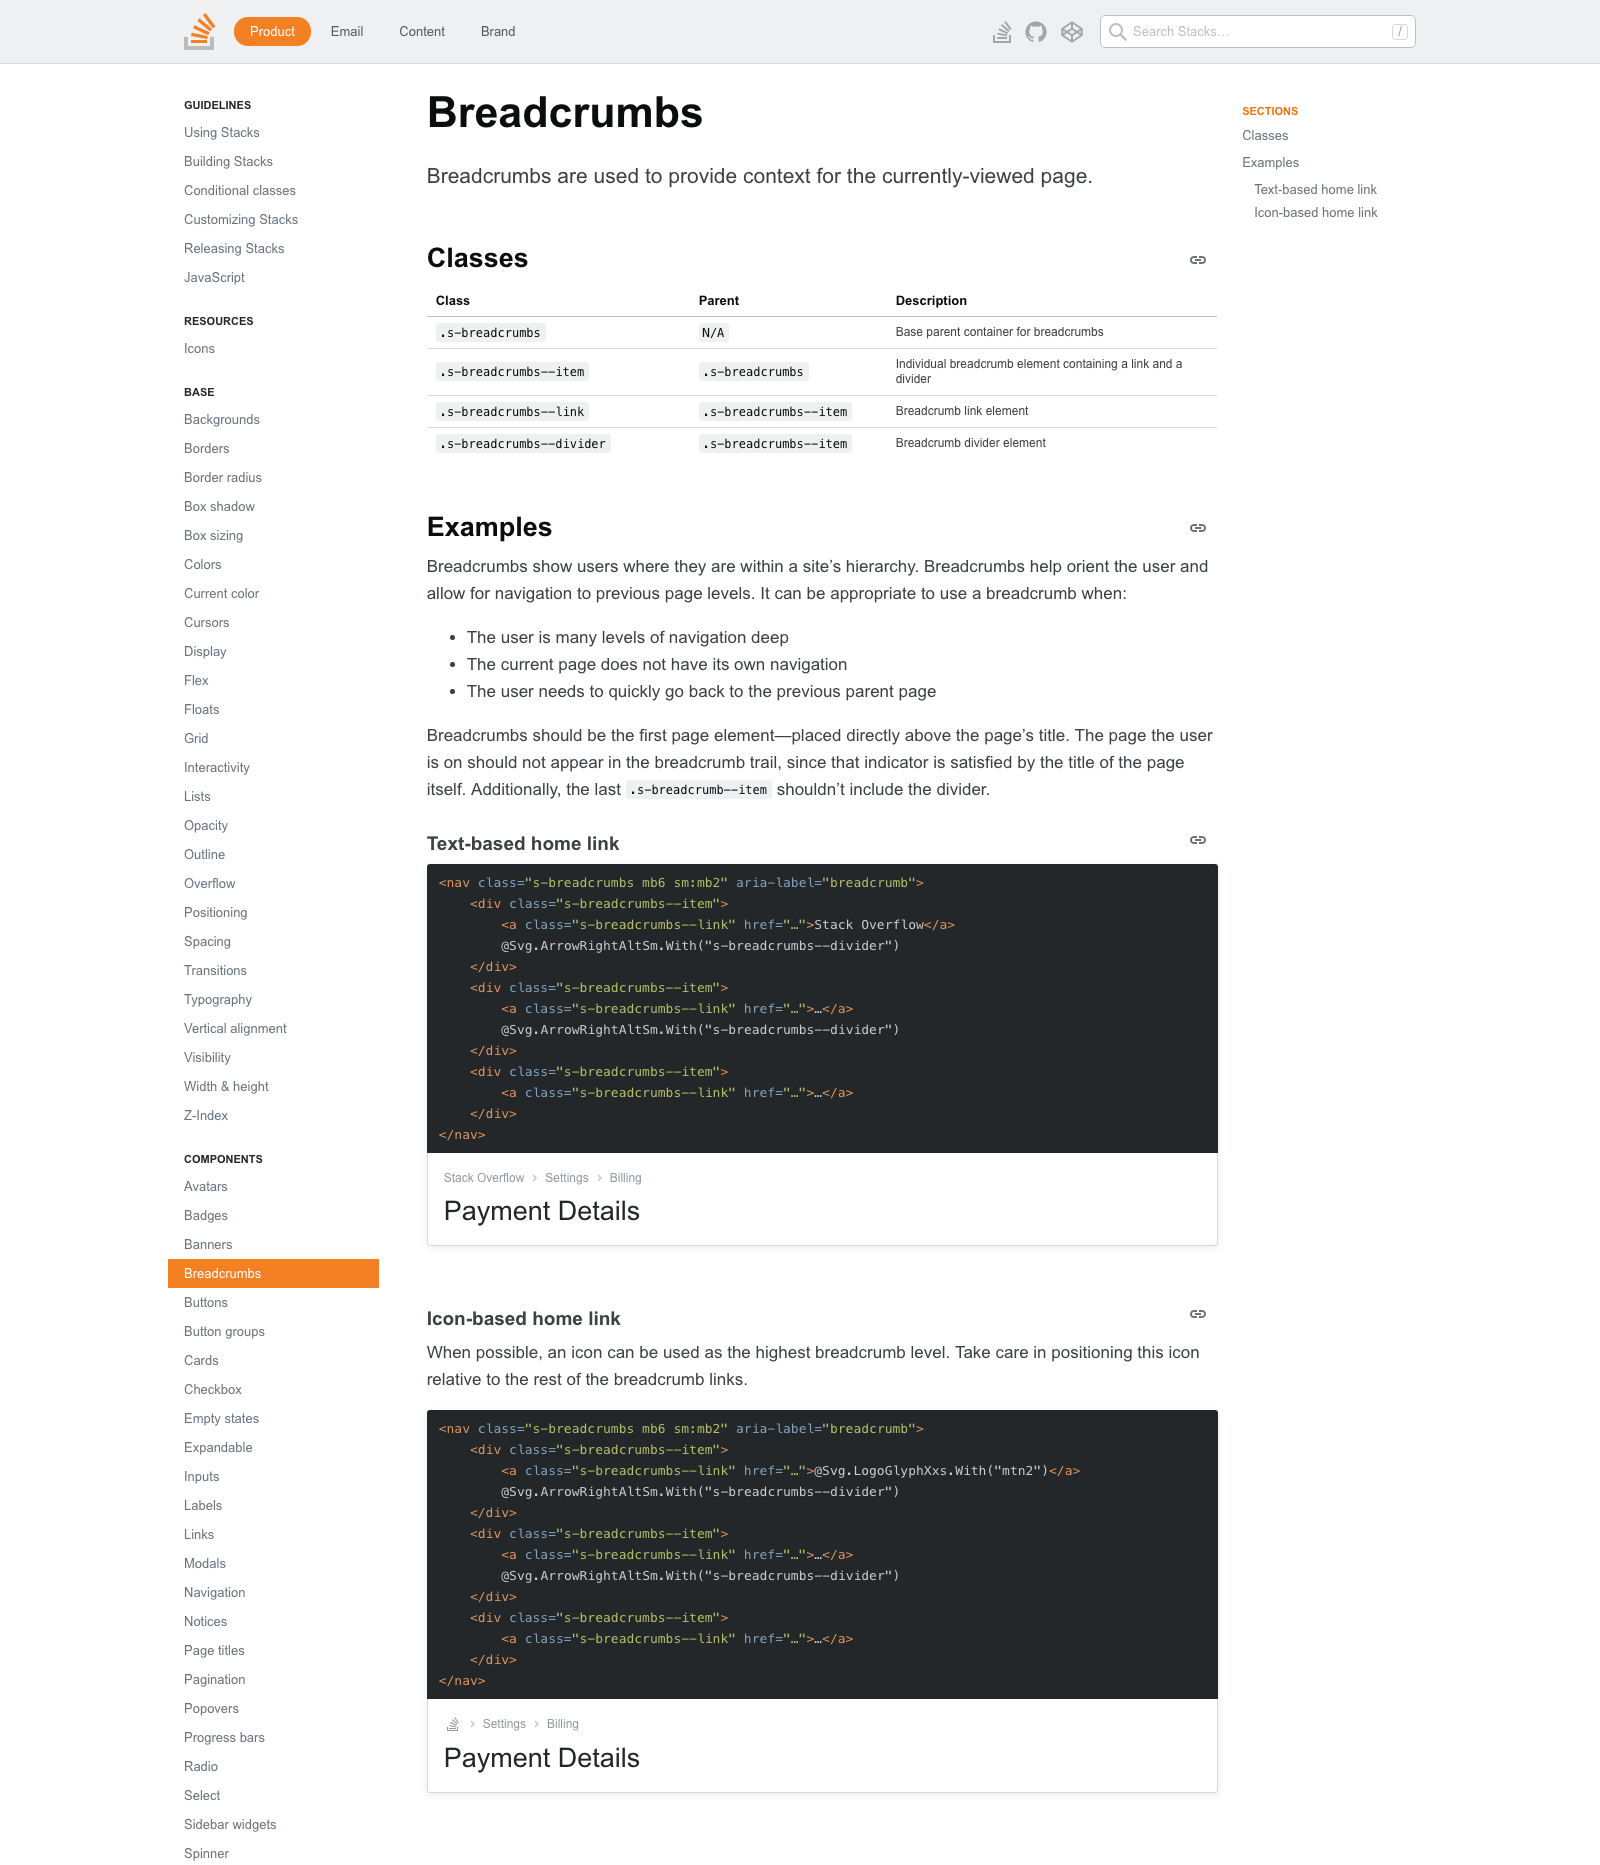 Product
Email
Content
Brand
Search Stacks…
/
GUIDELINES
Using Stacks
Building Stacks
Conditional classes
Customizing Stacks
Releasing Stacks
JavaScript
RESOURCES
Icons
BASE
Backgrounds
Borders
Border radius
Box shadow
Box sizing
Colors
Current color
Cursors
Display
Flex
Floats
Grid
Interactivity
Lists
Opacity
Outline
Overflow
Positioning
Spacing
Transitions
Typography
Vertical alignment
Visibility
Width & height
Z-Index
COMPONENTS
Avatars
Badges
Banners
Breadcrumbs
Buttons
Button groups
Cards
Checkbox
Empty states
Expandable
Inputs
Labels
Links
Modals
Navigation
Notices
Page titles
Pagination
Popovers
Progress bars
Radio
Select
Sidebar widgets
Spinner
Breadcrumbs
Breadcrumbs are used to provide context for the currently-viewed page.
Classes
Class Parent Description
.s-breadcrumbs N/A Base parent container for breadcrumbs
.s-breadcrumbs--item .s-breadcrumbs Individual breadcrumb element containing a link and a
divider
.s-breadcrumbs--link .s-breadcrumbs--item Breadcrumb link element
.s-breadcrumbs--divider .s-breadcrumbs--item Breadcrumb divider element
Examples
Breadcrumbs show users where they are within a site’s hierarchy. Breadcrumbs help orient the user and
allow for navigation to previous page levels. It can be appropriate to use a breadcrumb when:
• The user is many levels of navigation deep
• The current page does not have its own navigation
• The user needs to quickly go back to the previous parent page
Breadcrumbs should be the first page element—placed directly above the page’s title. The page the user
is on should not appear in the breadcrumb trail, since that indicator is satisfied by the title of the page
itself. Additionally, the last .s-breadcrumb--item shouldn’t include the divider.
Text-based home link
<nav class="s-breadcrumbs mb6 sm:mb2" aria-label="breadcrumb">
    <div class="s-breadcrumbs--item">
        <a class="s-breadcrumbs--link" href="…">Stack Overflow</a>
        @Svg.ArrowRightAltSm.With("s-breadcrumbs--divider")
    </div>
    <div class="s-breadcrumbs--item">
        <a class="s-breadcrumbs--link" href="…">…</a>
        @Svg.ArrowRightAltSm.With("s-breadcrumbs--divider")
    </div>
    <div class="s-breadcrumbs--item">
        <a class="s-breadcrumbs--link" href="…">…</a>
    </div>
</nav>
Stack Overflow › Settings › Billing
Payment Details
Icon-based home link
When possible, an icon can be used as the highest breadcrumb level. Take care in positioning this icon
relative to the rest of the breadcrumb links.
<nav class="s-breadcrumbs mb6 sm:mb2" aria-label="breadcrumb">
    <div class="s-breadcrumbs--item">
        <a class="s-breadcrumbs--link" href="…">@Svg.LogoGlyphXxs.With("mtn2")</a>
        @Svg.ArrowRightAltSm.With("s-breadcrumbs--divider")
    </div>
    <div class="s-breadcrumbs--item">
        <a class="s-breadcrumbs--link" href="…">…</a>
        @Svg.ArrowRightAltSm.With("s-breadcrumbs--divider")
    </div>
    <div class="s-breadcrumbs--item">
        <a class="s-breadcrumbs--link" href="…">…</a>
    </div>
</nav>
› Settings › Billing
Payment Details
SECTIONS
Classes
Examples
Text-based home link
Icon-based home link